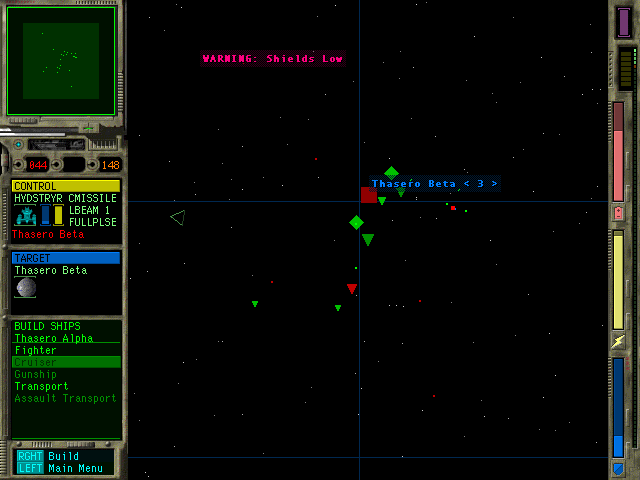 WARNING: Shields Low
Thasero Beta < 3 >
044
148
CONTROL
HVDSTRYR CMISSILE
LBEAM 1
FULLPLSE
Thasero Beta
TARGET
Thasero Beta
BUILD SHIPS
Thasero Alpha
Fighter
Cruiser
Gunship
Transport
Assault Transport
RGHT Build
LEFT Main Menu